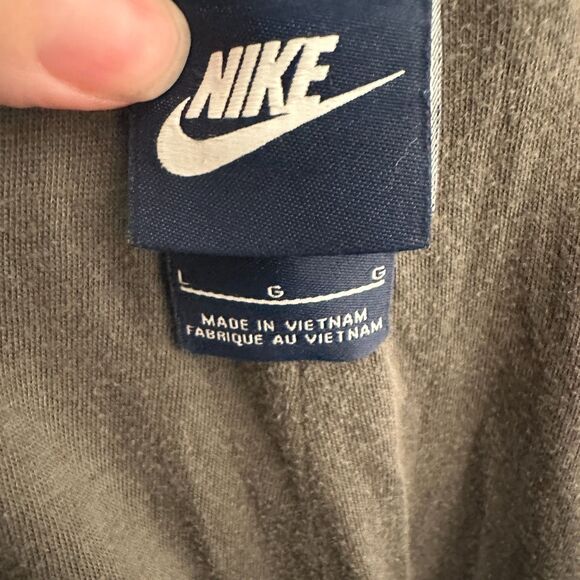 NIKE
L G G
MADE IN VIETNAM
FABRIQUE AU VIETNAM